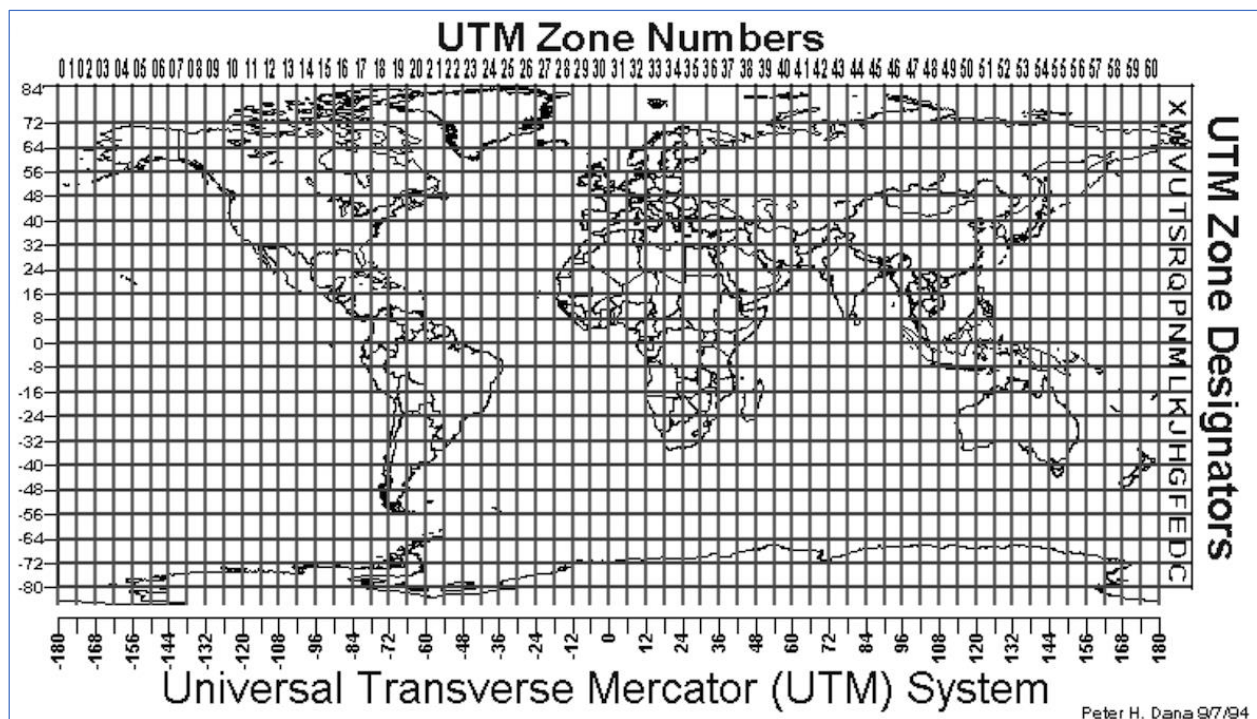 UTM Zone Numbers
01 02 03 04 05 06 07 08 09 10 11 12 13 14 15 16 17 18 19 20 21 22 23 24 25 26 27 28 29 30 31 32 33 34 35 36 37 38 39 40 41 42 43 44 45 46 47 48 49 50 51 52 53 54 55 56 57 58 59 60
84
72
64
56
48
40
32
24
16
8
0
-8
-16
-24
-32
-40
-48
-56
-64
-72
-80
X
W
V
U
T
S
R
Q
P
N
M
L
K
J
H
G
F
E
D
C
UTM Zone Designators
-180 -168 -156 -144 -132 -120 -108 -96 -84 -72 -60 -48 -36 -24 -12 0 12 24 36 48 60 72 84 96 108 120 132 144 156 168 180
Universal Transverse Mercator (UTM) System
Peter H. Dana 9/7/94